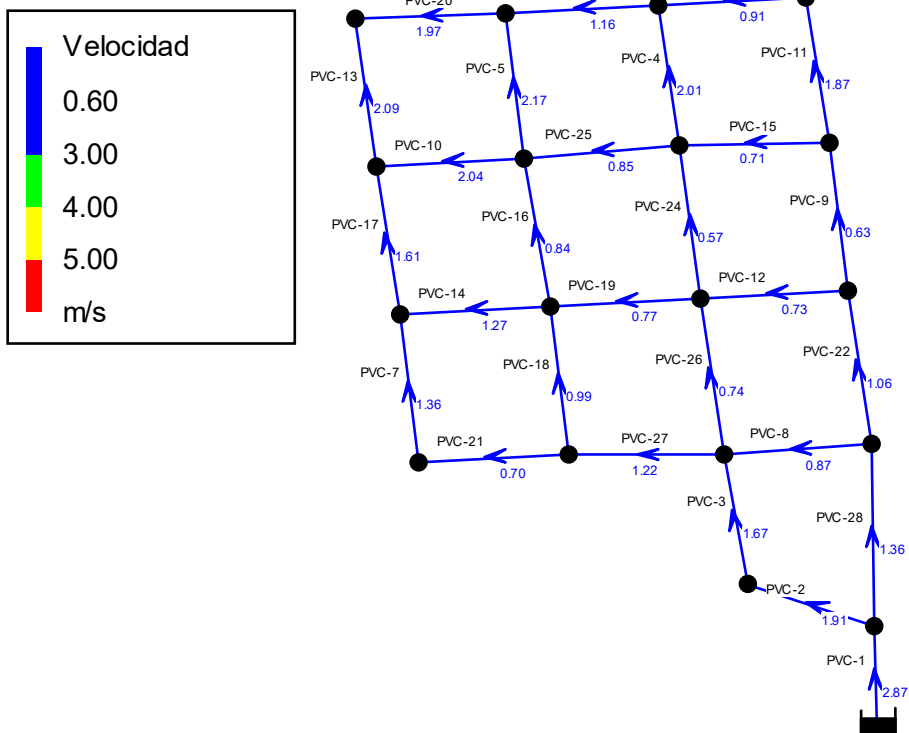 Velocidad
0.60
3.00
4.00
5.00
m/s
1.97
1.16
0.91
PVC-13
PVC-5
PVC-4
PVC-11
2.09
2.17
2.01
1.87
PVC-10
PVC-25
PVC-15
2.04
0.85
0.71
PVC-17
PVC-16
PVC-24
PVC-9
1.61
0.84
0.57
0.63
PVC-14
PVC-19
PVC-12
1.27
0.77
0.73
PVC-7
PVC-18
PVC-26
PVC-22
1.36
0.99
0.74
1.06
PVC-21
PVC-27
PVC-8
0.70
1.22
0.87
PVC-3
PVC-28
1.67
1.36
PVC-2
1.91
PVC-1
2.87